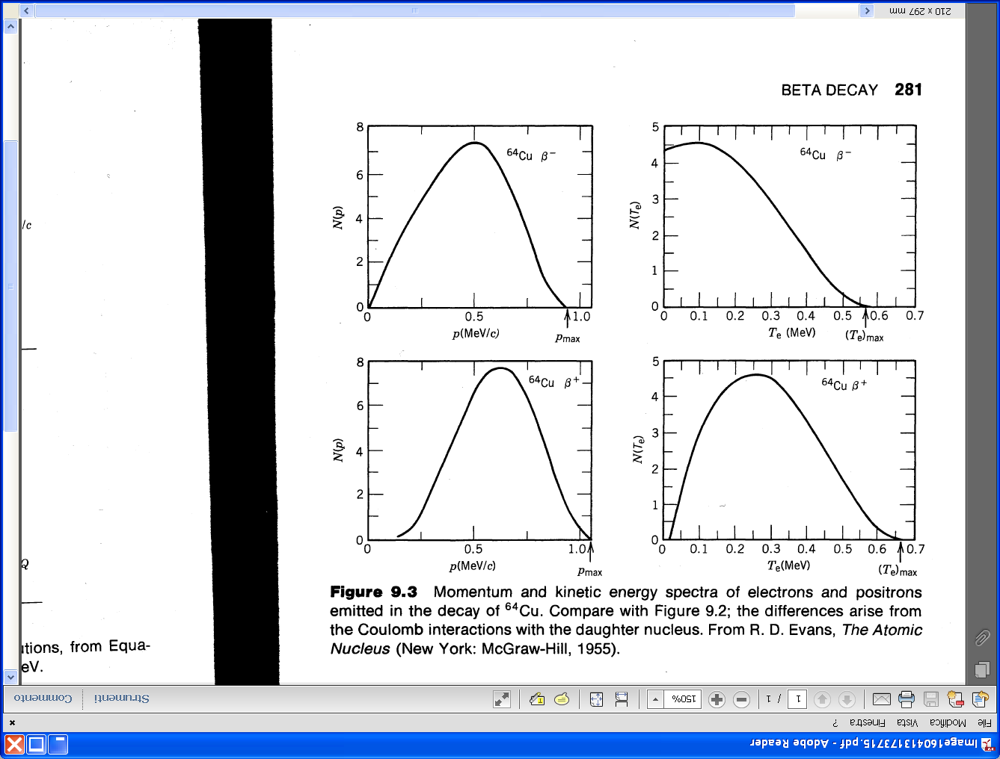 BETA DECAY 281
8
6
4
2
0
N(p)
64Cu β−
0
0.5
1.0
p(MeV/c)
pmax
5
4
3
2
1
0
N(Te)
64Cu β−
0 0.1 0.2 0.3 0.4 0.5 0.6 0.7
Te (MeV)
(Te)max
8
6
4
2
0
N(p)
64Cu β+
0
0.5
1.0
p(MeV/c)
pmax
5
4
3
2
1
0
N(Te)
64Cu β+
0 0.1 0.2 0.3 0.4 0.5 0.6 0.7
Te(MeV)
(Te)max
Figure 9.3 Momentum and kinetic energy spectra of electrons and positrons
emitted in the decay of 64Cu. Compare with Figure 9.2; the differences arise from
the Coulomb interactions with the daughter nucleus. From R. D. Evans, The Atomic
Nucleus (New York: McGraw-Hill, 1955).
/c
Q
utions, from Equa-
eV.
Image160413173715.pdf - Adobe Reader
File Modifica Vista Finestra ?
1 / 1
150%
Strumenti
Commento
210 x 297 mm